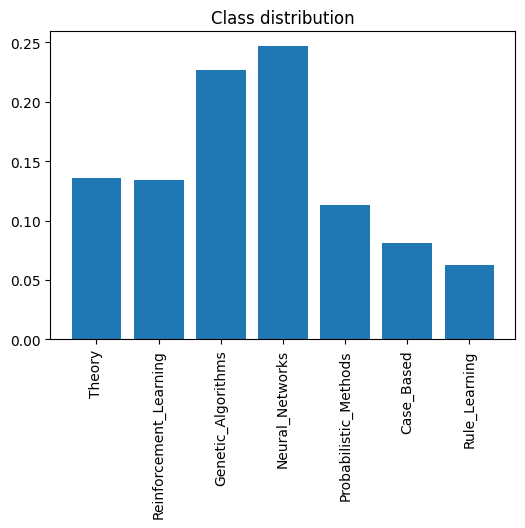 Class distribution
0.25
0.20
0.15
0.10
0.05
0.00
Theory
Reinforcement_Learning
Genetic_Algorithms
Neural_Networks
Probabilistic_Methods
Case_Based
Rule_Learning